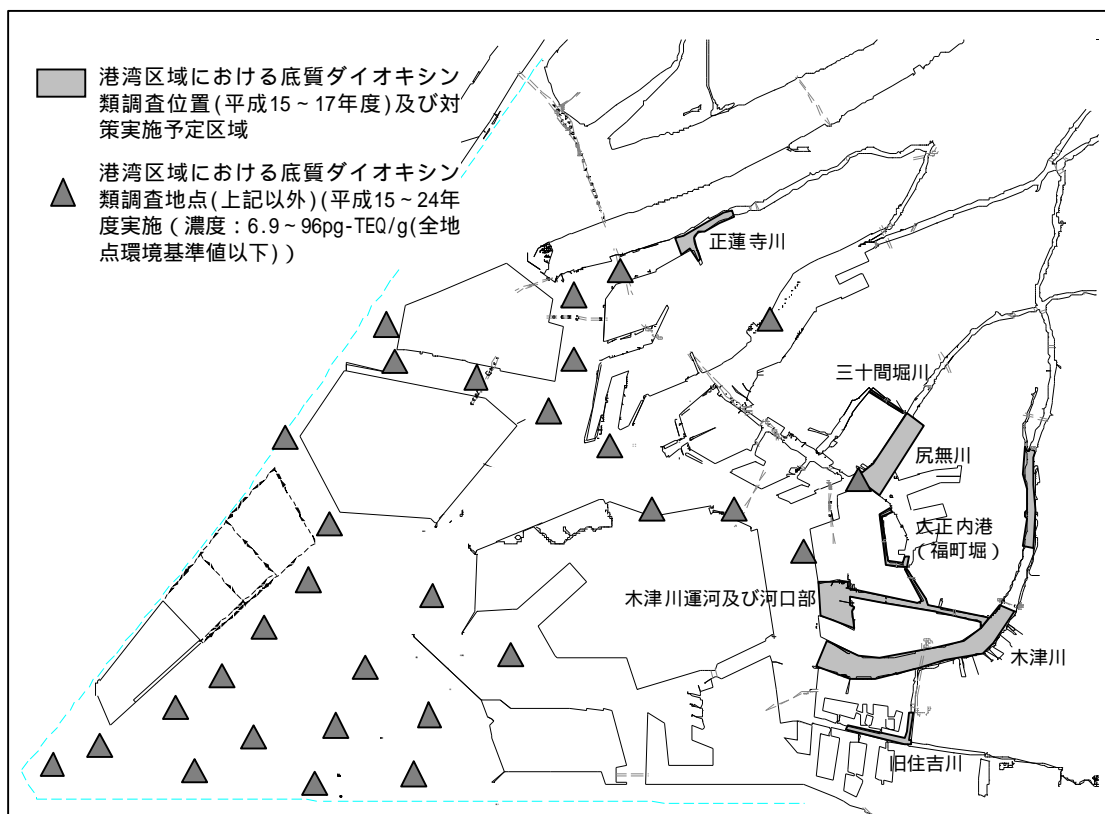 港湾区域における底質ダイオキシン
類調査位置(平成15～17年度)及び対
策実施予定区域
港湾区域における底質ダイオキシン
類調査地点(上記以外)(平成15～24年
度実施（濃度：6.9～96pg-TEQ/g(全地
点環境基準値以下)））
正蓮寺川
三十間堀川
尻無川
大正内港
（福町堀）
木津川運河及び河口部
木津川
旧住吉川